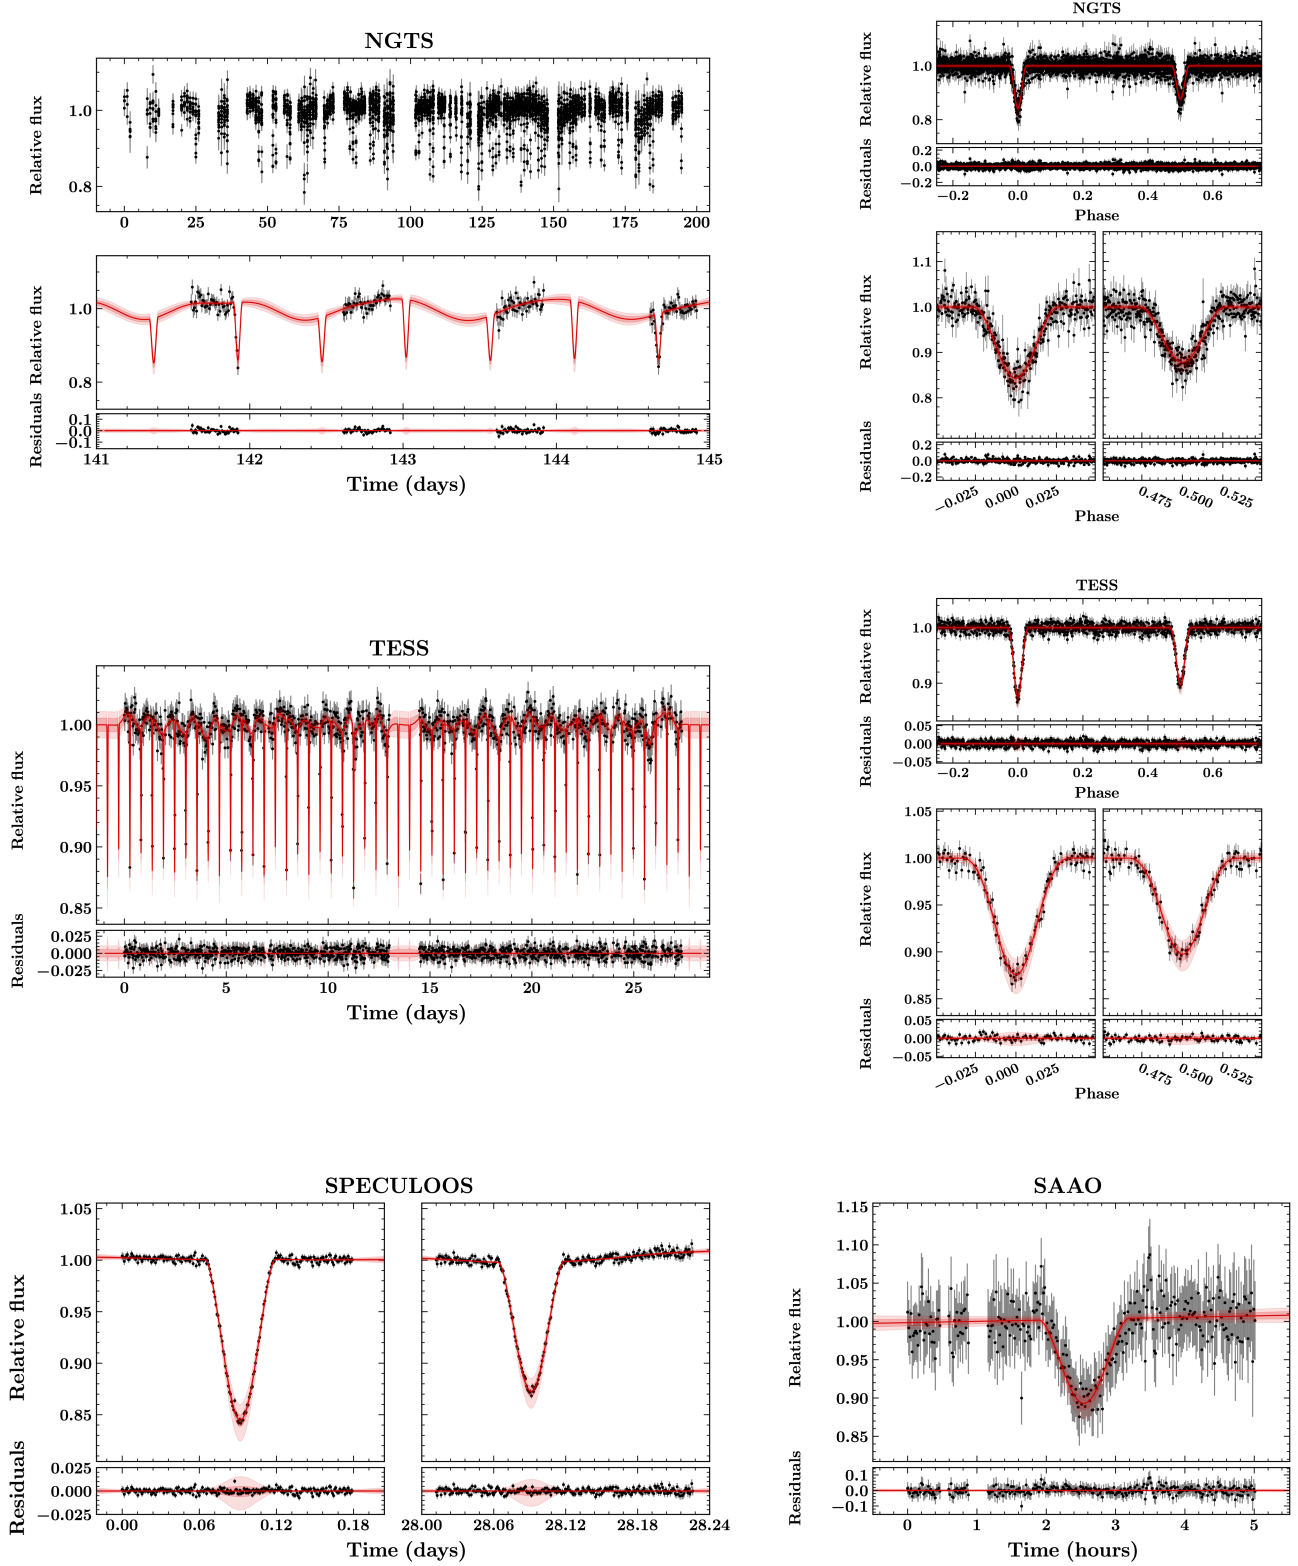 NGTS
Relative flux
1.0
0.8
0 25 50 75 100 125 150 175 200
Relative flux
1.0
0.8
Residuals
0.1
0.0
−0.1
141 142 143 144 145
Time (days)
NGTS
Relative flux
1.0
0.8
Residuals
0.2
0.0
−0.2
−0.2 0.0 0.2 0.4 0.6
Phase
Relative flux
1.1
1.0
0.9
0.8
Residuals
0.2
0.0
−0.2
−0.025 0.000 0.025 0.475 0.500 0.525
Phase
TESS
Relative flux
1.00
0.95
0.90
0.85
Residuals
0.025
0.000
−0.025
0 5 10 15 20 25
Time (days)
TESS
Relative flux
1.0
0.9
Residuals
0.05
0.00
−0.05
−0.2 0.0 0.2 0.4 0.6
Phase
Relative flux
1.05
1.00
0.95
0.90
0.85
Residuals
0.05
0.00
−0.05
−0.025 0.000 0.025 0.475 0.500 0.525
Phase
SPECULOOS
Relative flux
1.05
1.00
0.95
0.90
0.85
Residuals
0.025
0.000
−0.025
0.00 0.06 0.12 0.18 28.00 28.06 28.12 28.18 28.24
Time (days)
SAAO
Relative flux
1.15
1.10
1.05
1.00
0.95
0.90
0.85
Residuals
0.1
0.0
−0.1
0 1 2 3 4 5
Time (hours)